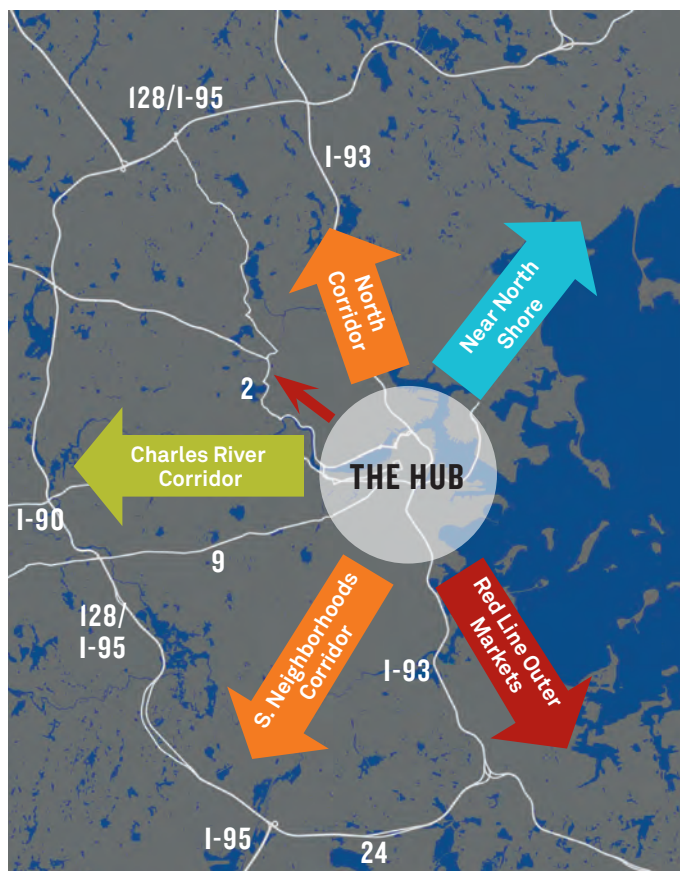 128/I-95
I-93
North
Corridor
Near North
Shore
2
Charles River
Corridor
THE HUB
I-90
9
128/
I-95
S. Neighborhoods
Corridor
Red Line Outer
Markets
I-93
I-95
24